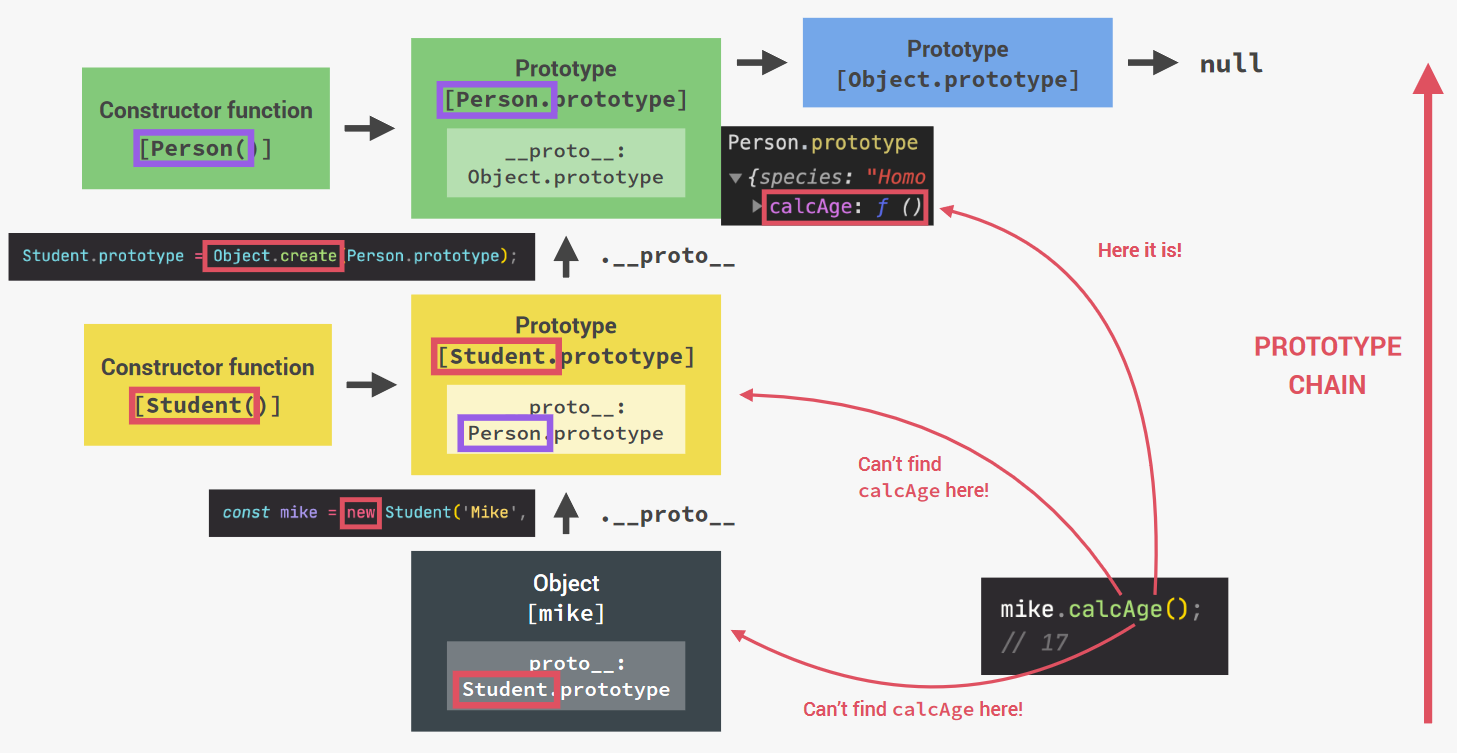 Prototype
[Object.prototype]
null
Prototype
[Person.prototype]
__proto__:
Object.prototype
Constructor function
[Person()]
Person.prototype
▼{species: "Homo
▶calcAge: ƒ ()
Here it is!
Student.prototype = Object.create(Person.prototype);
.__proto__
PROTOTYPE
CHAIN
Prototype
[Student.prototype]
proto__:
Person.prototype
Constructor function
[Student()]
Can't find
calcAge here!
const mike = new Student('Mike',
.__proto__
Object
[mike]
proto__:
Student.prototype
mike.calcAge();
// 17
Can't find calcAge here!